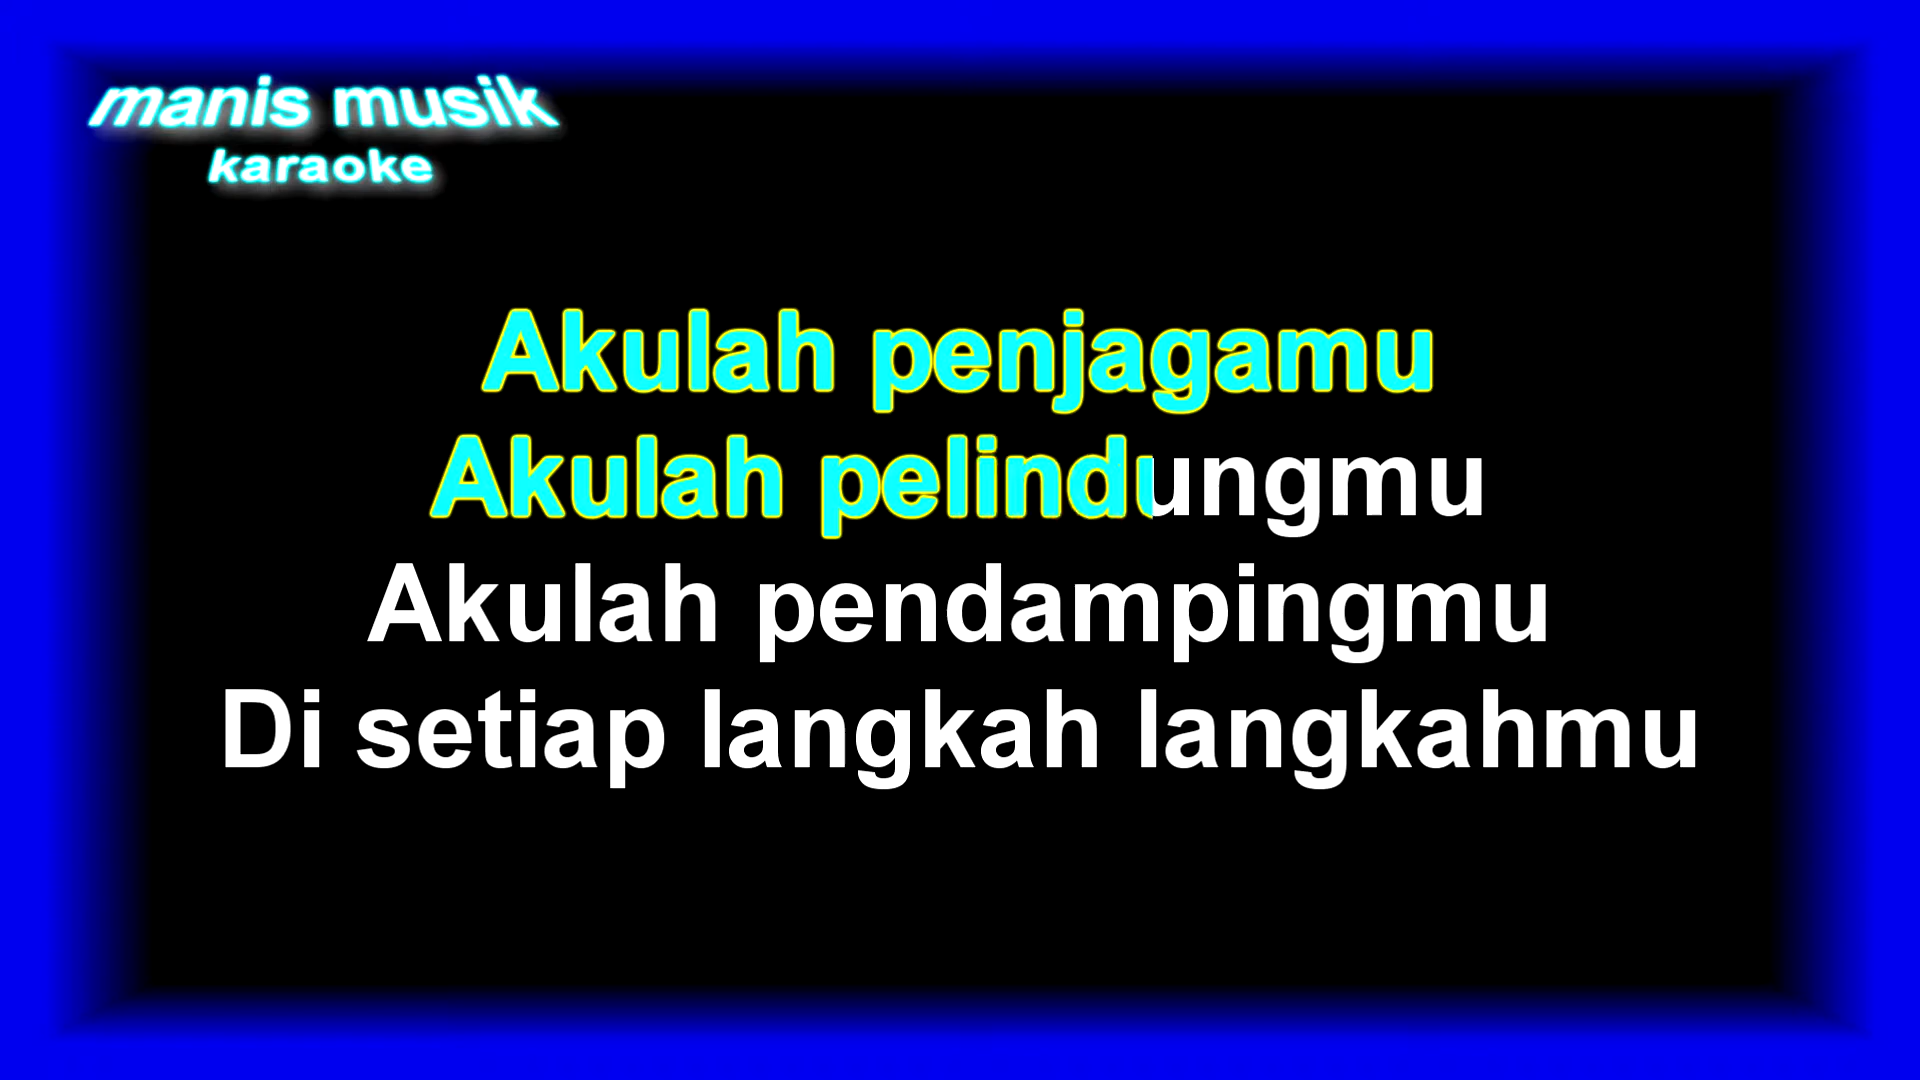 manis musik
karaoke
Akulah penjagamu
Akulah pelindungmu
Akulah pendampingmu
Di setiap langkah langkahmu